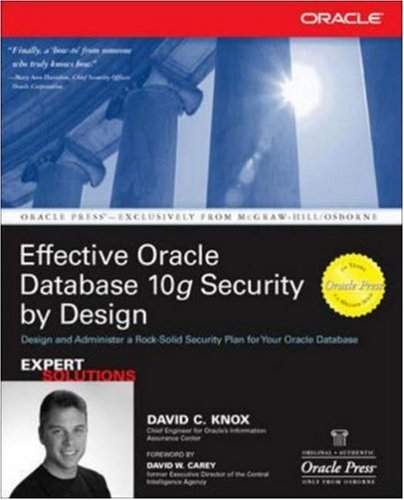 ORACLE
"Finally, a 'how-to' from someone
who truly knows how."
—Mary Ann Davidson, Chief Security Officer
Oracle Corporation
ORACLE PRESS™—EXCLUSIVELY FROM McGRAW-HILL/OSBORNE
Effective Oracle
Database 10g Security
by Design
Oracle Press
Design and Administer a Rock-Solid Security Plan for Your Oracle Database
EXPERT
SOLUTIONS
DAVID C. KNOX
Chief Engineer for Oracle's Information
Assurance Center
FOREWORD BY
DAVID W. CAREY
former Executive Director of the Central
Intelligence Agency
ORIGINAL • AUTHENTIC
Oracle Press™
ONLY FROM OSBORNE